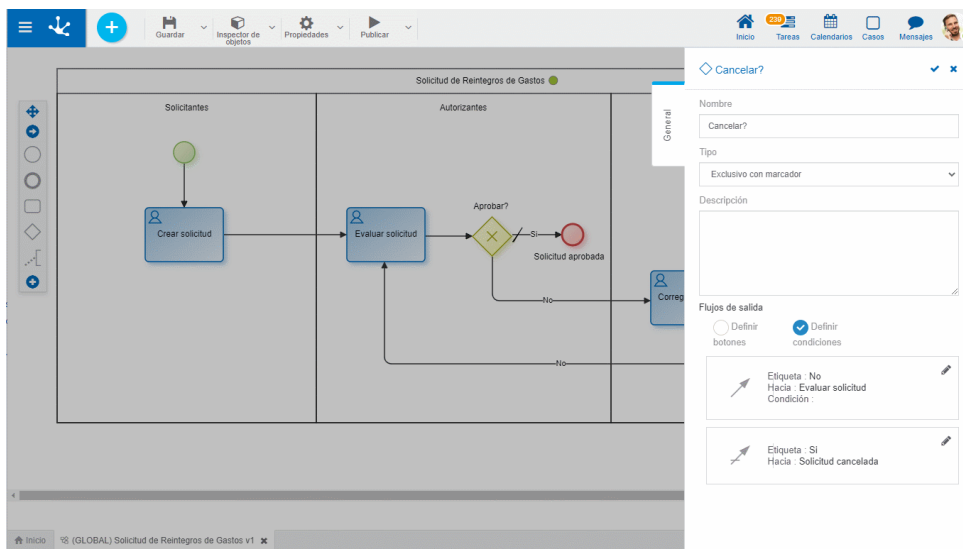 Guardar
Inspector de
objetos
Propiedades
Publicar
Inicio
239
Tareas
Calendarios
Casos
Mensajes
Solicitud de Reintegros de Gastos
Solicitantes
Autorizantes
Crear solicitud
Evaluar solicitud
Aprobar?
Si
Solicitud aprobada
No
Correg
No
General
Cancelar?
Nombre
Cancelar?
Tipo
Exclusivo con marcador
Descripción
Flujos de salida
Definir
botones
Definir
condiciones
Etiqueta : No
Hacia : Evaluar solicitud
Condición :
Etiqueta : Si
Hacia : Solicitud cancelada
Inicio
(GLOBAL) Solicitud de Reintegros de Gastos v1